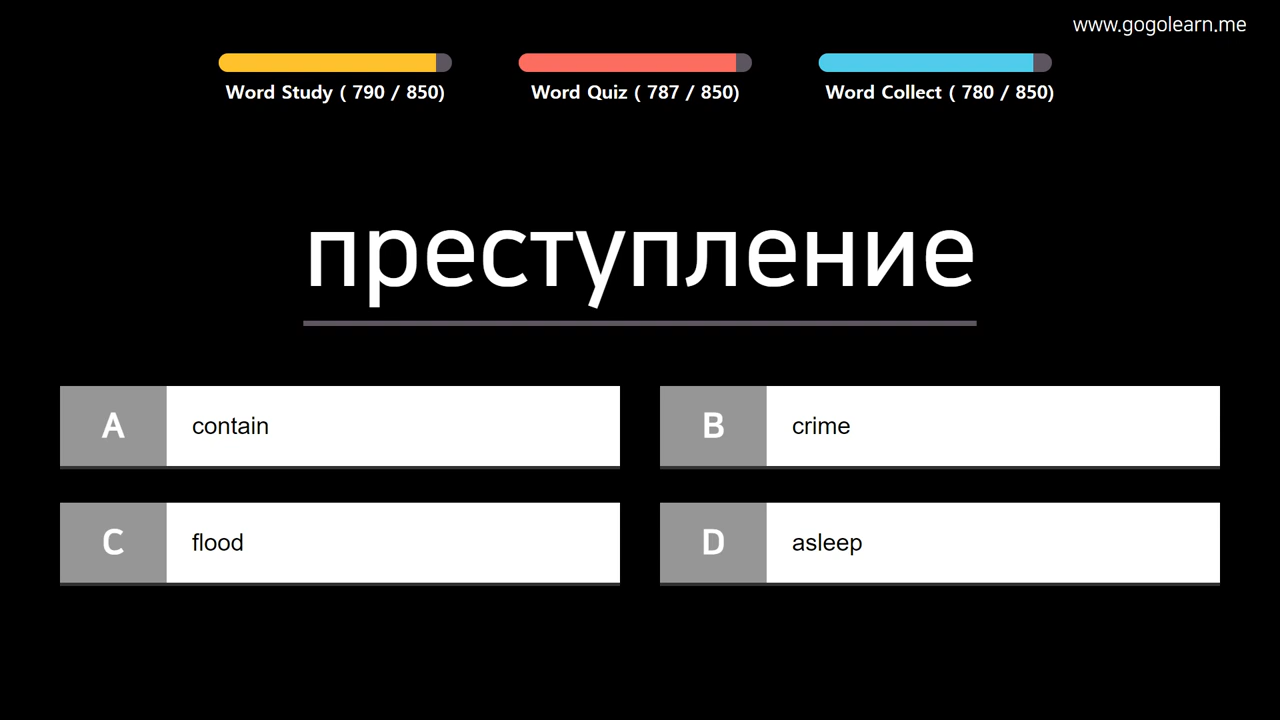 www.gogolearn.me
Word Study ( 790 / 850)
Word Quiz ( 787 / 850)
Word Collect ( 780 / 850)
преступление
A contain
B crime
C flood
D asleep